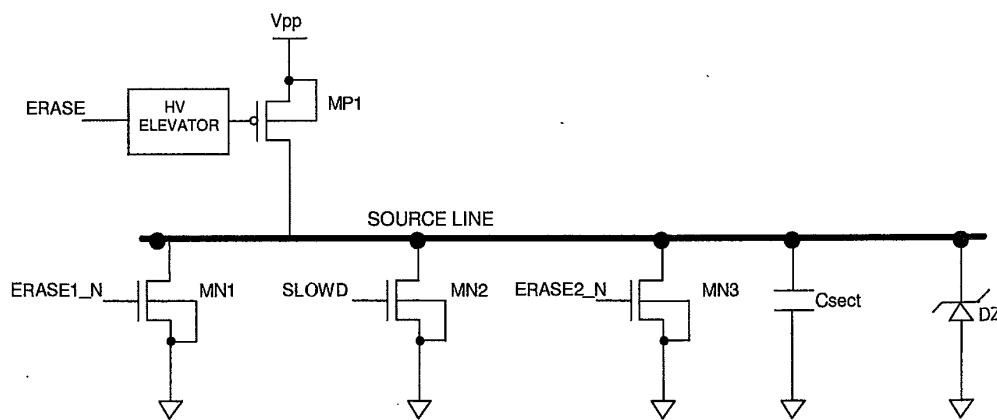 Vpp
MP1
ERASE
HV
ELEVATOR
SOURCE LINE
ERASE1_N
MN1
SLOWD
MN2
ERASE2_N
MN3
Csect
DZ